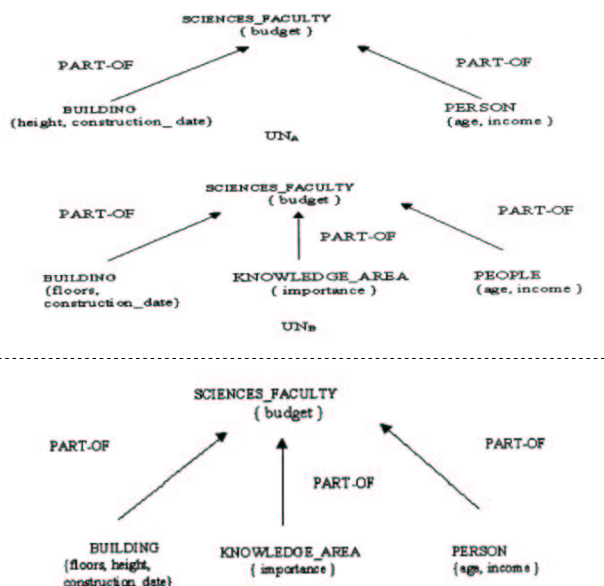 SCIENCES_FACULTY
{ budget }
PART-OF
PART-OF
BUILDING
{height, construction_ date}
PERSON
{age, income }
UNA
SCIENCES_FACULTY
{ budget }
PART-OF
PART-OF
PART-OF
BUILDING
{floors,
construction_date}
KNOWLEDGE_AREA
{ importance }
PEOPLE
{age, income }
UNB
SCIENCES_FACULTY
{ budget }
PART-OF
PART-OF
PART-OF
BUILDING
{floors, height,
construction_date}
KNOWLEDGE_AREA
{ importance }
PERSON
{age, income }